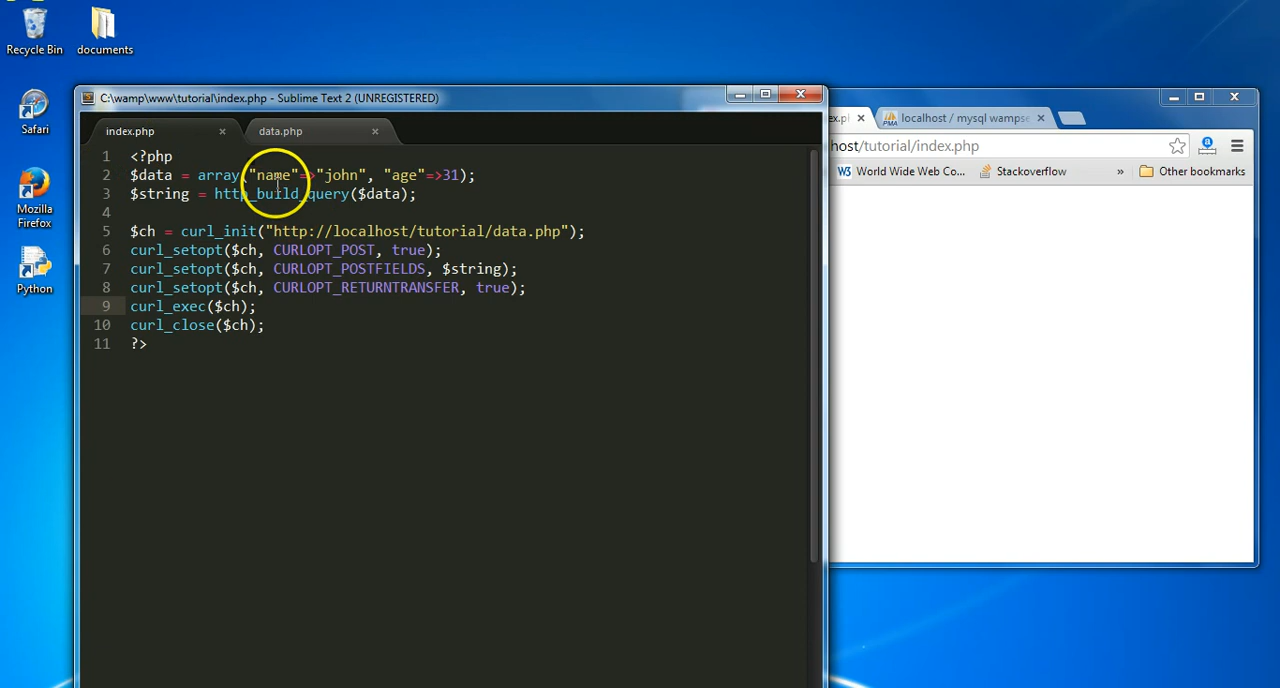 Recycle Bin
documents
Safari
Mozilla
Firefox
Python
C:\wamp\www\tutorial\index.php - Sublime Text 2 (UNREGISTERED)
index.php
data.php
1 <?php
2 $data = array("name"=>"john", "age"=>31);
3 $string = http_build_query($data);
4
5 $ch = curl_init("http://localhost/tutorial/data.php");
6 curl_setopt($ch, CURLOPT_POST, true);
7 curl_setopt($ch, CURLOPT_POSTFIELDS, $string);
8 curl_setopt($ch, CURLOPT_RETURNTRANSFER, true);
9 curl_exec($ch);
10 curl_close($ch);
11 ?>
ex.pl
localhost / mysql wampse
host/tutorial/index.php
W3 World Wide Web Co...
Stackoverflow
»
Other bookmarks